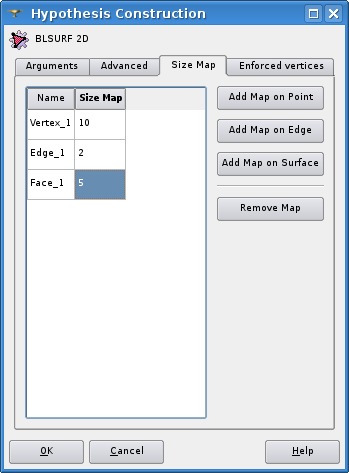 Hypothesis Construction
BLSURF 2D
Arguments
Advanced
Size Map
Enforced vertices
Name Size Map
Vertex_1 10
Edge_1 2
Face_1 5
Add Map on Point
Add Map on Edge
Add Map on Surface
Remove Map
OK
Cancel
Help